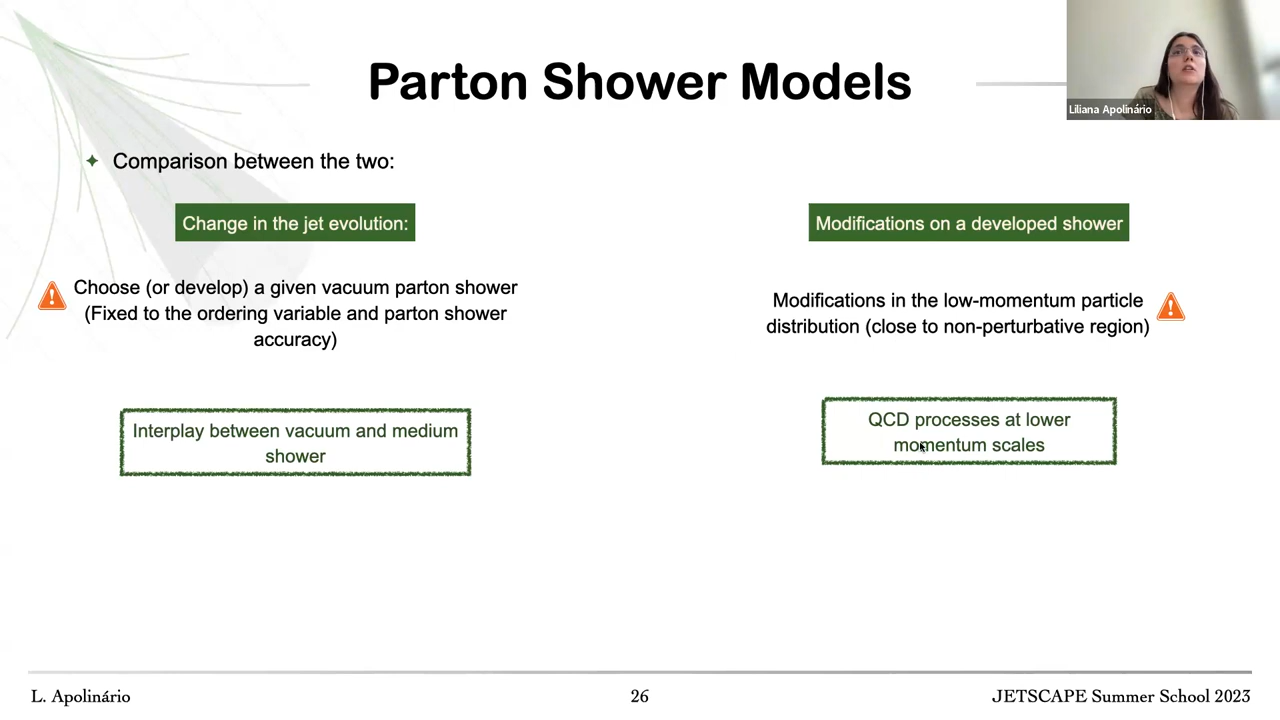 Parton Shower Models
Liliana Apolinário
Comparison between the two:
Change in the jet evolution:
Choose (or develop) a given vacuum parton shower
(Fixed to the ordering variable and parton shower
accuracy)
Interplay between vacuum and medium
shower
Modifications on a developed shower
Modifications in the low-momentum particle
distribution (close to non-perturbative region)
QCD processes at lower
momentum scales
L. Apolinário
26
JETSCAPE Summer School 2023